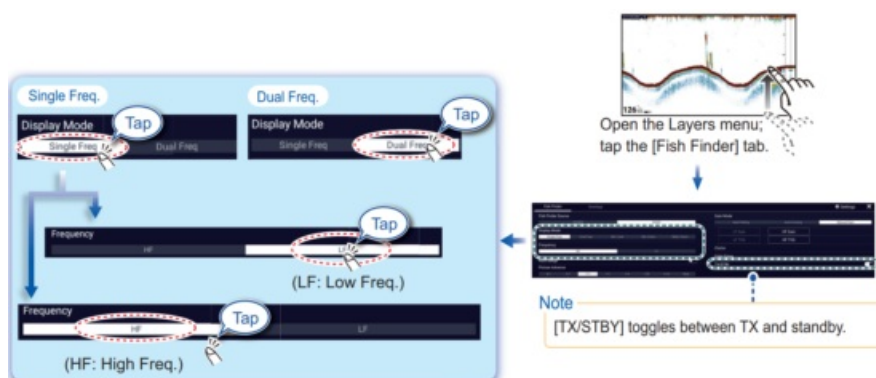 Single Freq.
Dual Freq.
Display Mode
Tap
Single Freq
Dual Freq
Display Mode
Tap
Single Freq
Dual Freq
Frequency
Tap
HF
LF
(LF: Low Freq.)
Frequency
Tap
HF
LF
(HF: High Freq.)
126
Open the Layers menu;
tap the [Fish Finder] tab.
Settings
Note
[TX/STBY] toggles between TX and standby.